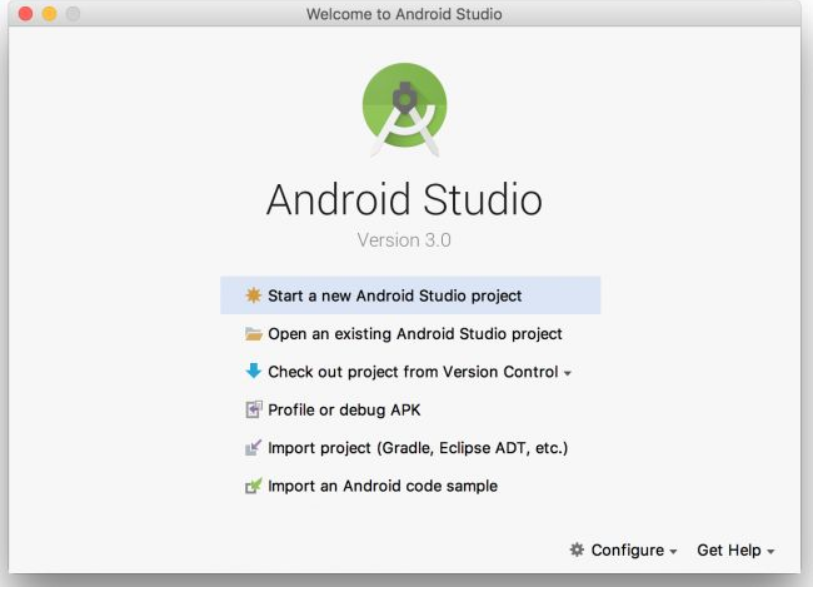 Welcome to Android Studio
Android Studio
Version 3.0
Start a new Android Studio project
Open an existing Android Studio project
Check out project from Version Control
Profile or debug APK
Import project (Gradle, Eclipse ADT, etc.)
Import an Android code sample
Configure Get Help